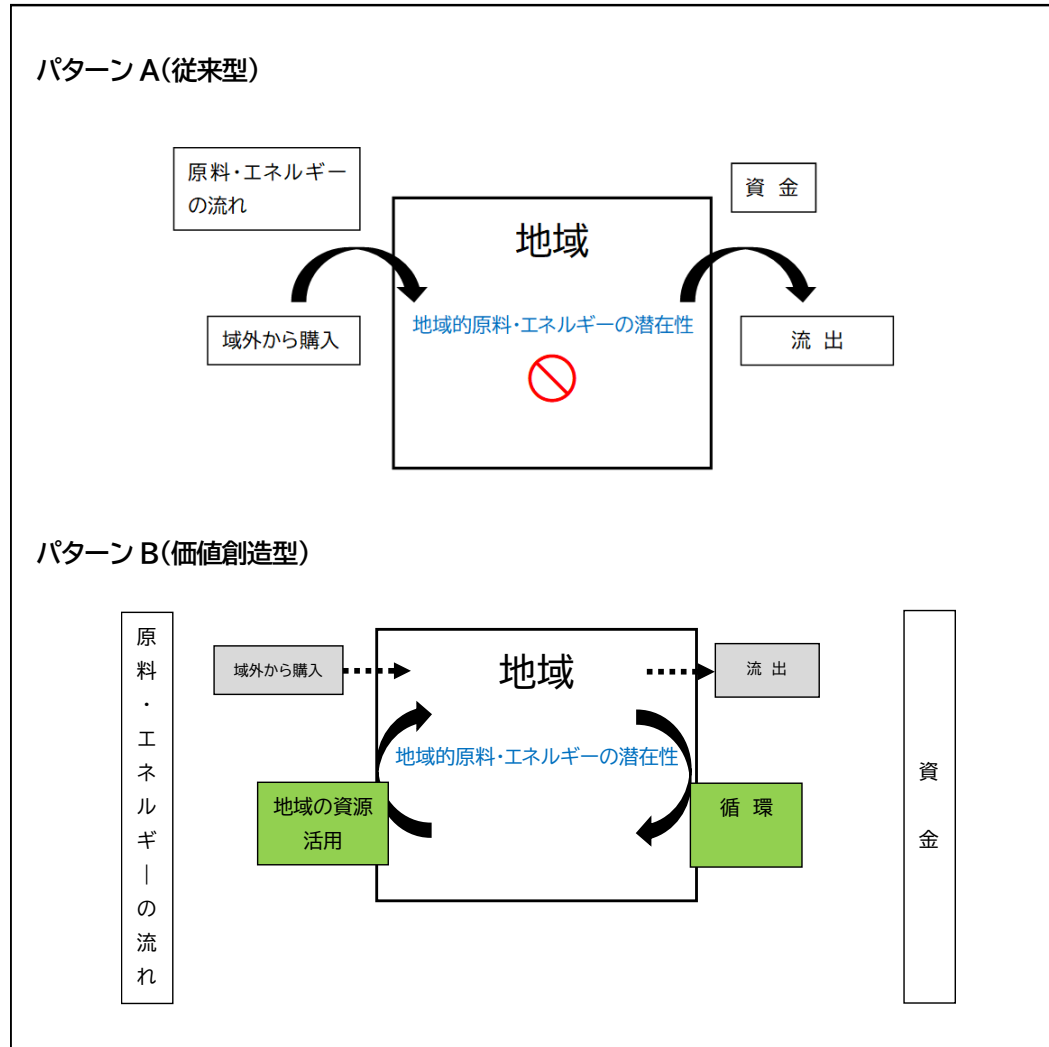 パターン A(従来型)
原料・エネルギー
の流れ
資 金
地域
地域的原料・エネルギーの潜在性
域外から購入
流 出
パターン B(価値創造型)
原料・エネルギーの流れ
域外から購入
地域
流 出
地域的原料・エネルギーの潜在性
地域の資源
活用
循 環
資金